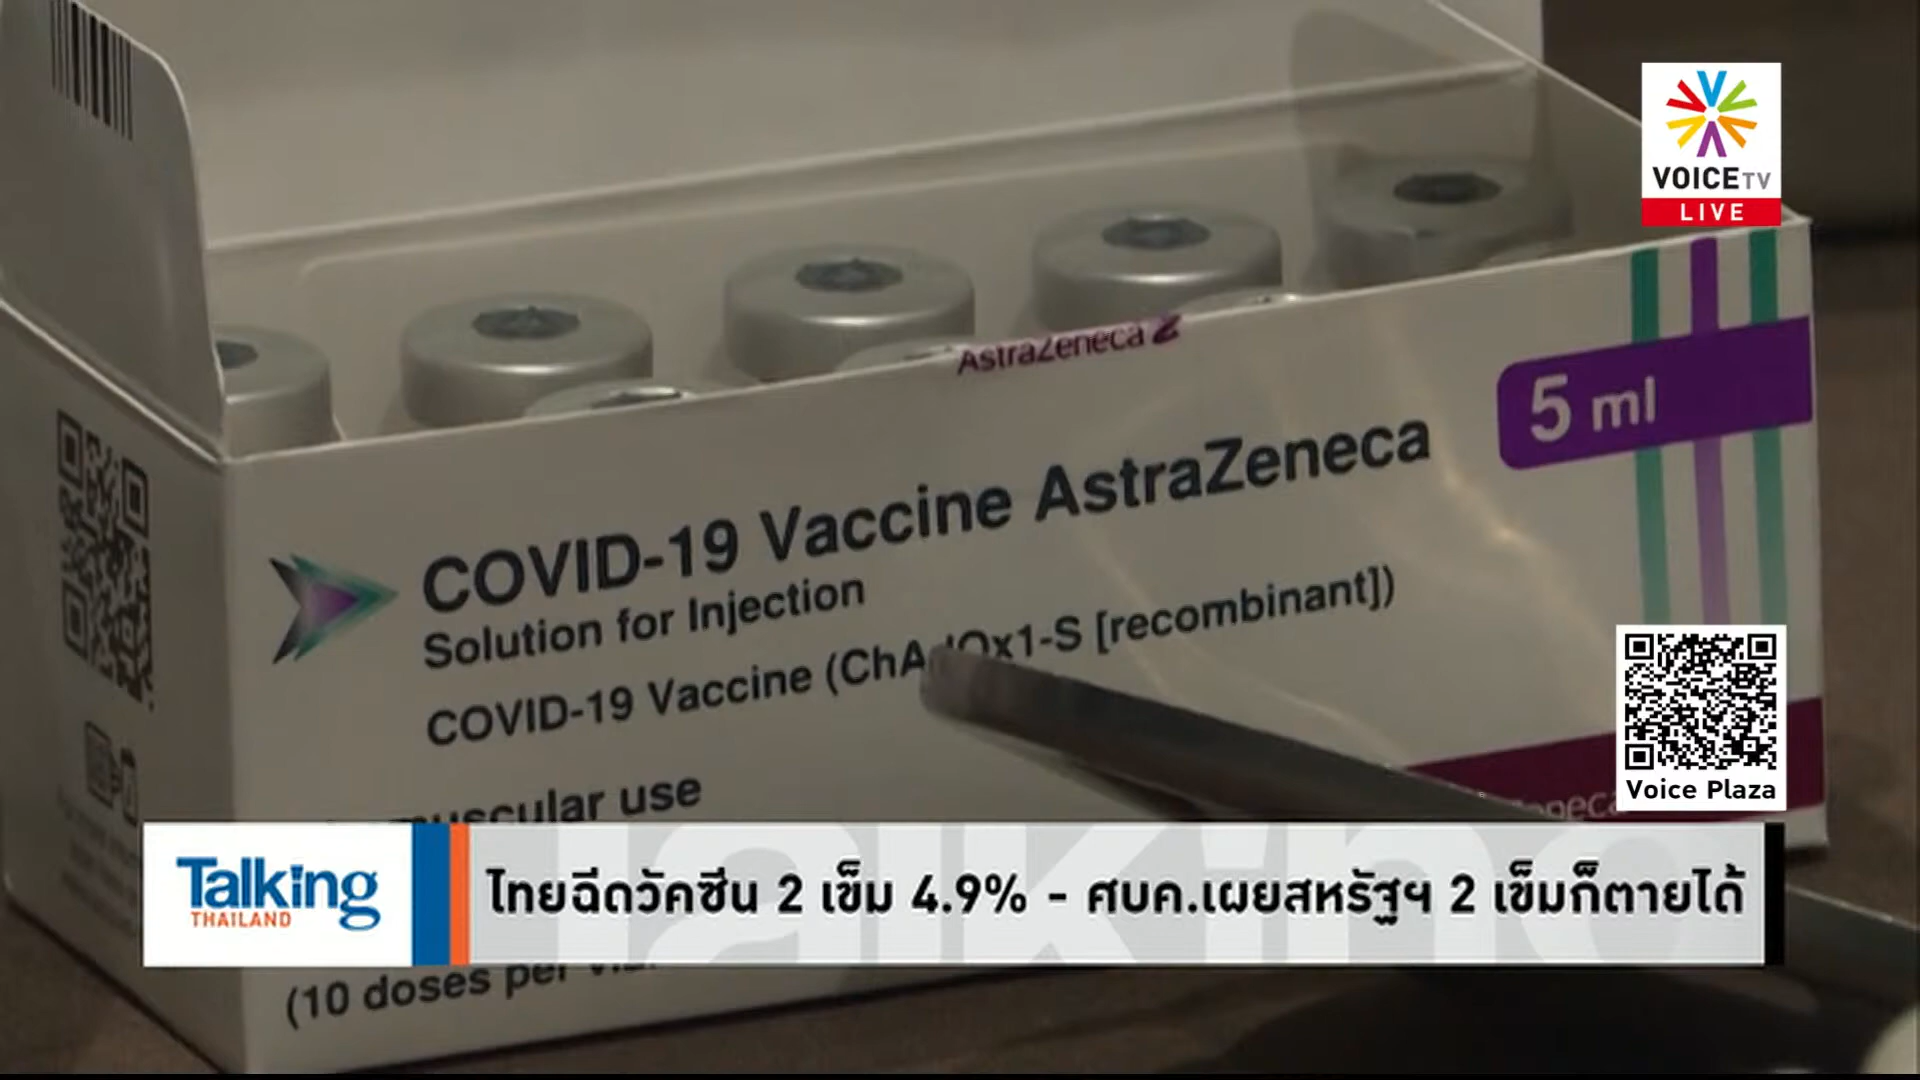 VOICE TV
LIVE
AstraZeneca
5 ml
COVID-19 Vaccine AstraZeneca
Solution for Injection
COVID-19 Vaccine (ChAdOx1-S [recombinant])
use
Voice Plaza
Talking
THAILAND
ไทยฉีดวัคซีน 2 เข็ม 4.9% - ศบค.เผยสหรัฐฯ 2 เข็มก็ตายได้
(10 doses per